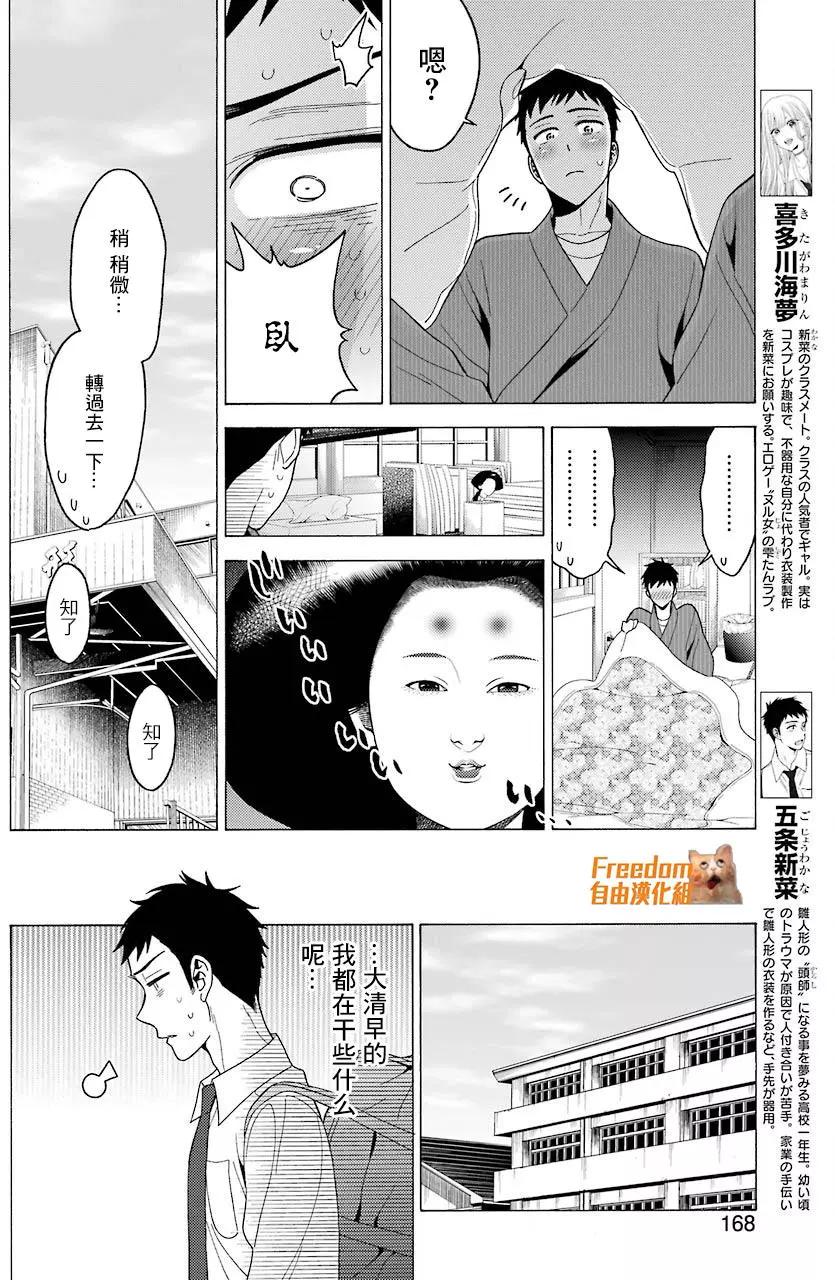 嗯？
臥
稍稍微…
轉過去一下…
知了
知了
Freedom
自由漢化組
…大清早的
我都在干些什么
呢…
168
きたがわまりん
喜多川海夢
わかな
新菜のクラスメート。クラスの人気者でギャル。実は
コスプレが趣味で、不器用な自分に代わり衣装製作
を新菜にお願いする。エロゲー〝ヌル女〟の雫たんラブ。
ごじょうわかな
五条新菜
かしらし
雛人形の〝頭師〟になる事を夢みる高校一年生。幼い頃
のトラウマが原因で人付き合いが苦手。家業の手伝い
で雛人形の衣装を作るなど、手先が器用。